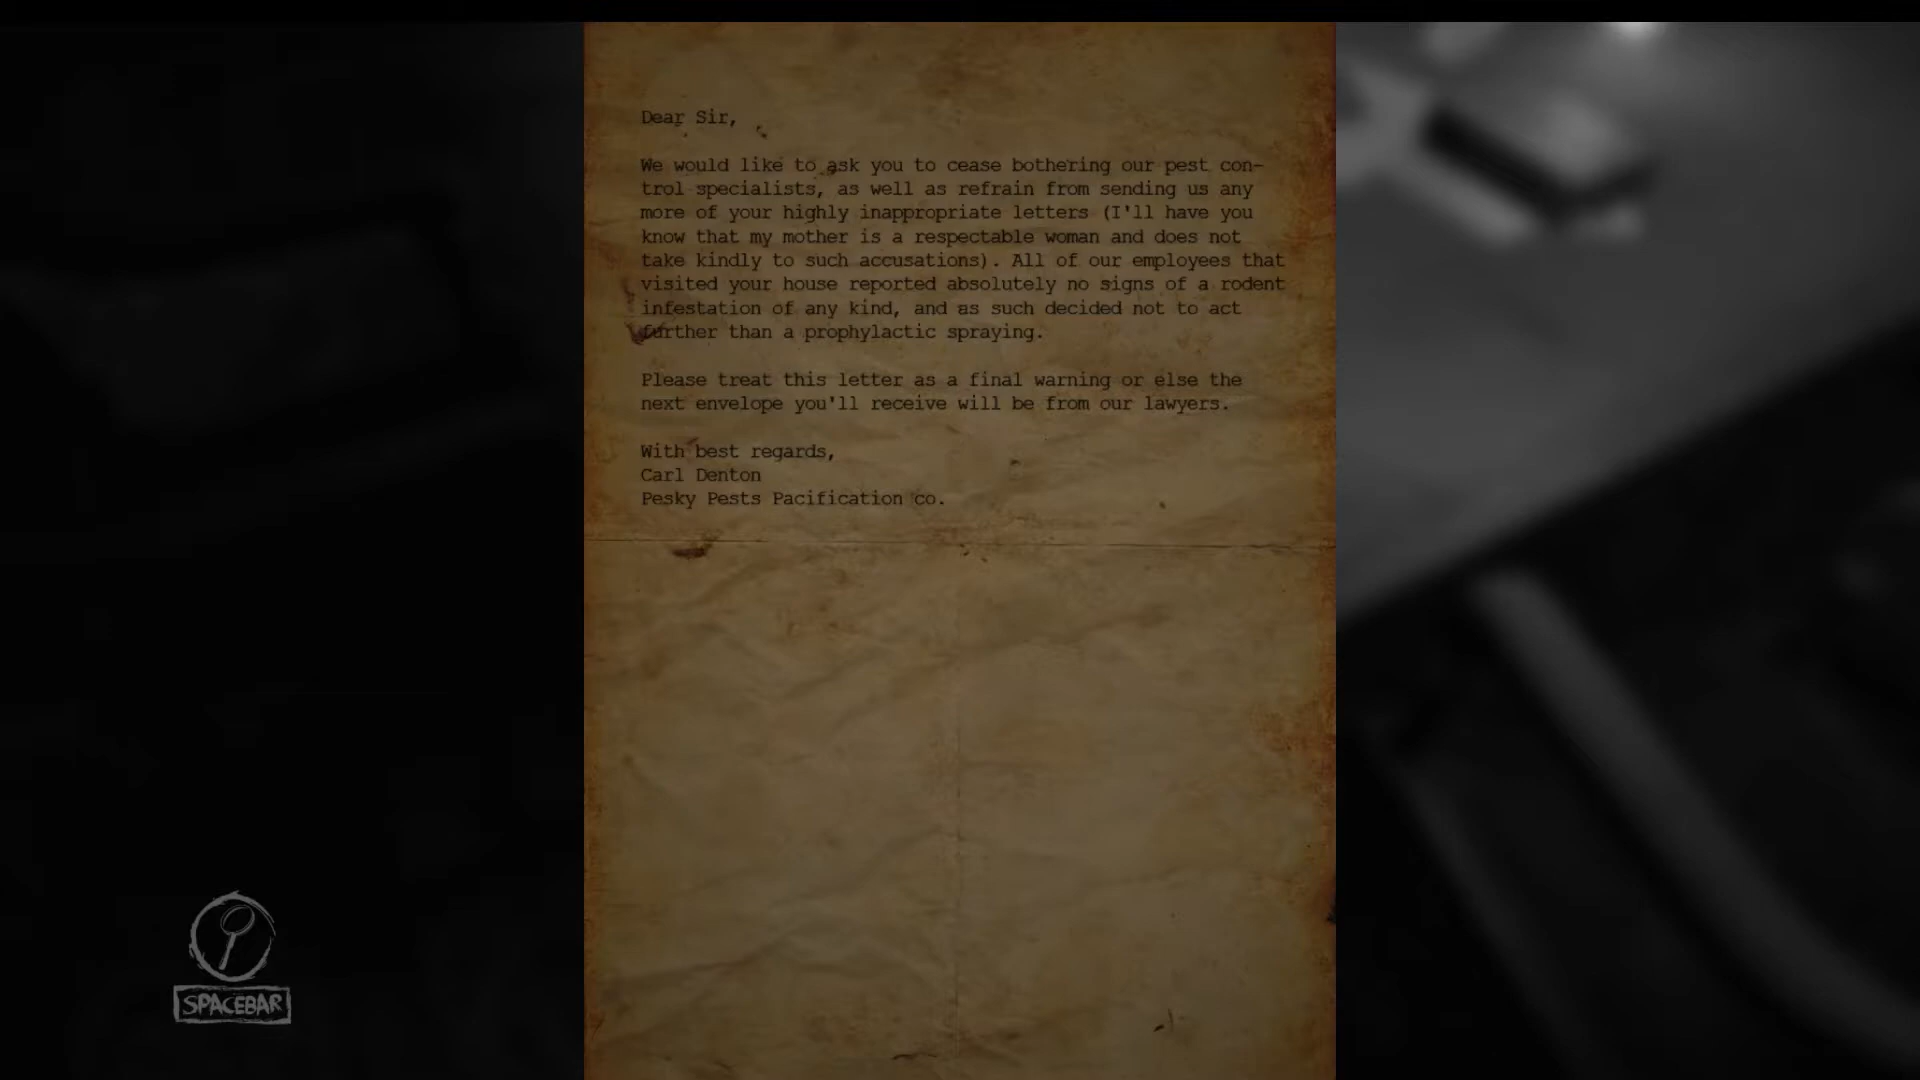 Dear Sir,
We would like to ask you to cease bothering our pest con-
trol specialists, as well as refrain from sending us any
more of your highly inappropriate letters (I'll have you
know that my mother is a respectable woman and does not
take kindly to such accusations). All of our employees that
visited your house reported absolutely no signs of a rodent
infestation of any kind, and as such decided not to act
further than a prophylactic spraying.
Please treat this letter as a final warning or else the
next envelope you'll receive will be from our lawyers.
With best regards,
Carl Denton
Pesky Pests Pacification co.
SPACEBAR